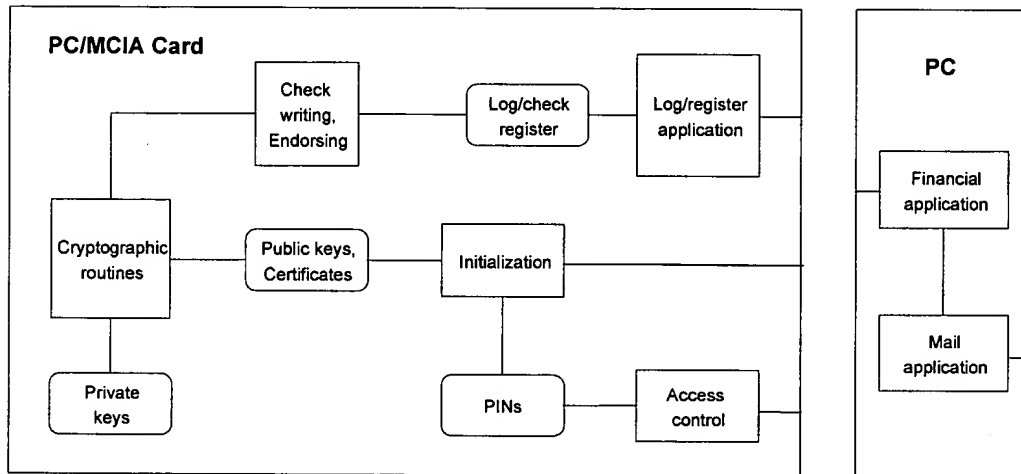 PC/MCIA Card
PC
Check
writing,
Endorsing
Log/check
register
Log/register
application
Financial
application
Cryptographic
routines
Public keys,
Certificates
Initialization
Mail
application
Private
keys
PINs
Access
control